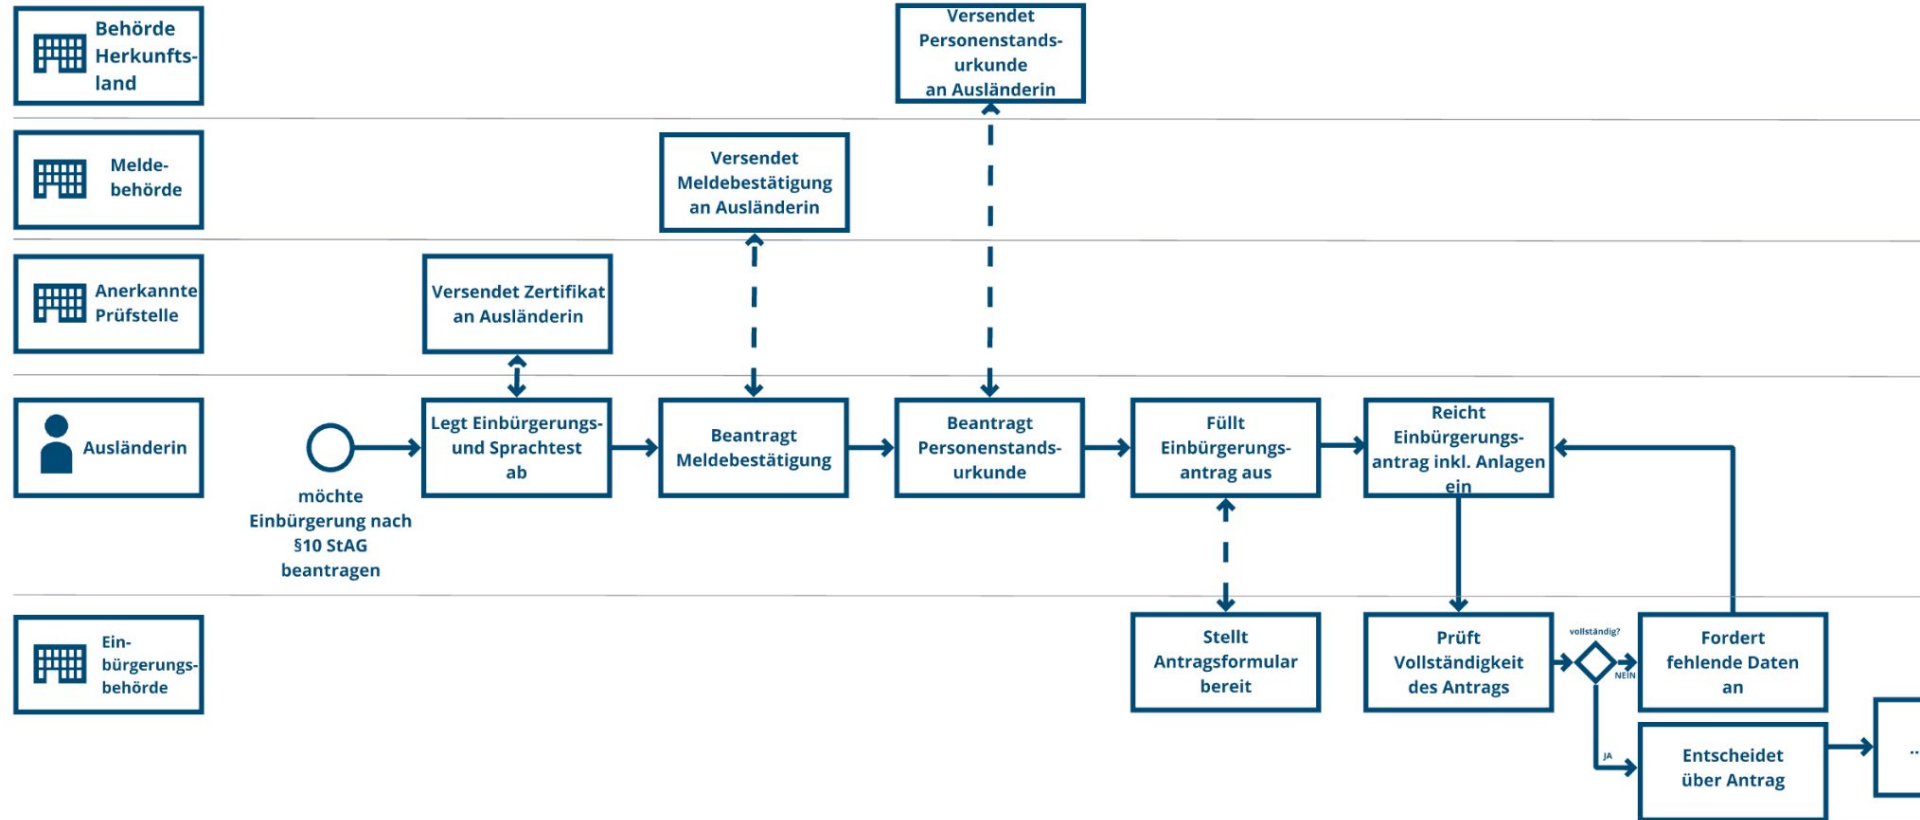 Behörde
Herkunfts-
land
Versendet
Personenstands-
urkunde
an Ausländerin
Melde-
behörde
Versendet
Meldebestätigung
an Ausländerin
Anerkannte
Prüfstelle
Versendet Zertifikat
an Ausländerin
Ausländerin
möchte
Einbürgerung nach
§10 StAG
beantragen
Legt Einbürgerungs-
und Sprachtest
ab
Beantragt
Meldebestätigung
Beantragt
Personenstands-
urkunde
Füllt
Einbürgerungs-
antrag aus
Reicht
Einbürgerungs-
antrag inkl. Anlagen
ein
Ein-
bürgerungs-
behörde
Stellt
Antragsformular
bereit
Prüft
Vollständigkeit
des Antrags
vollständig?
NEIN
Fordert
fehlende Daten
an
JA
Entscheidet
über Antrag
..